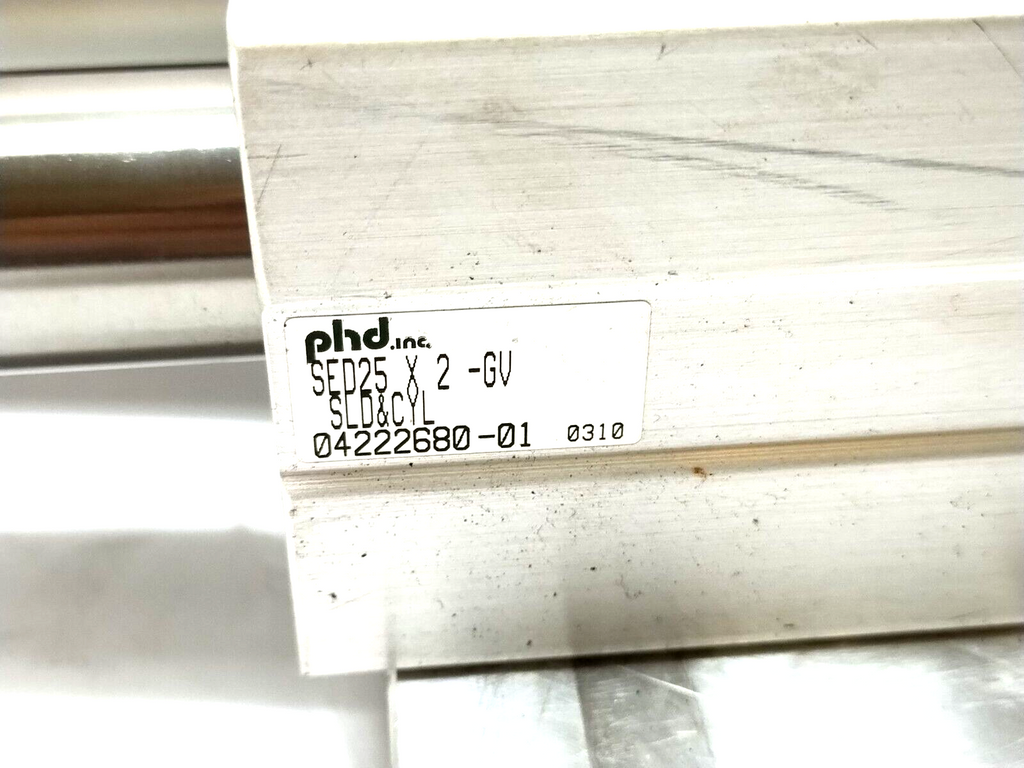 phd.inc.
SED25 X 2 -GV
SLD&CYL
04222680-01 0310